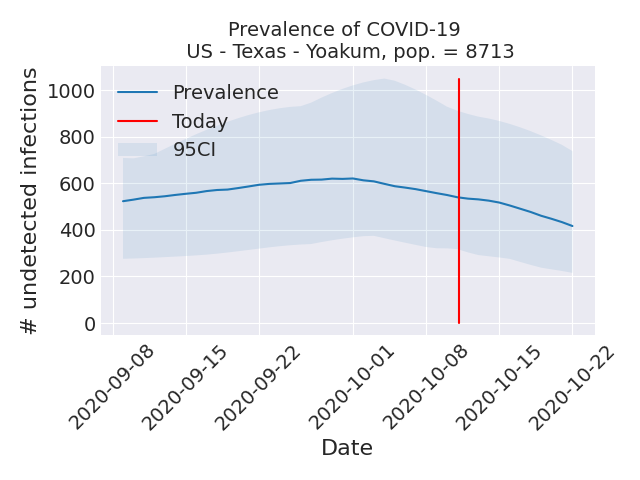 Prevalence of COVID-19
US - Texas - Yoakum, pop. = 8713
# undetected infections
1000
800
600
400
200
0
Prevalence
Today
95CI
2020-09-08
2020-09-15
2020-09-22
2020-10-01
2020-10-08
2020-10-15
2020-10-22
Date